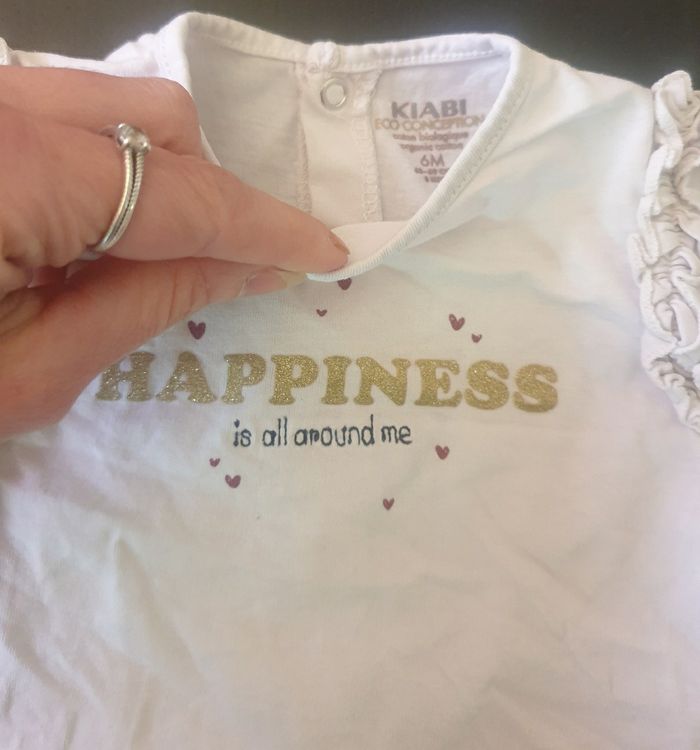 KIABI
ECO CONCEPTION
coton biologique
organic cotton
6M
HAPPINESS
is all around me